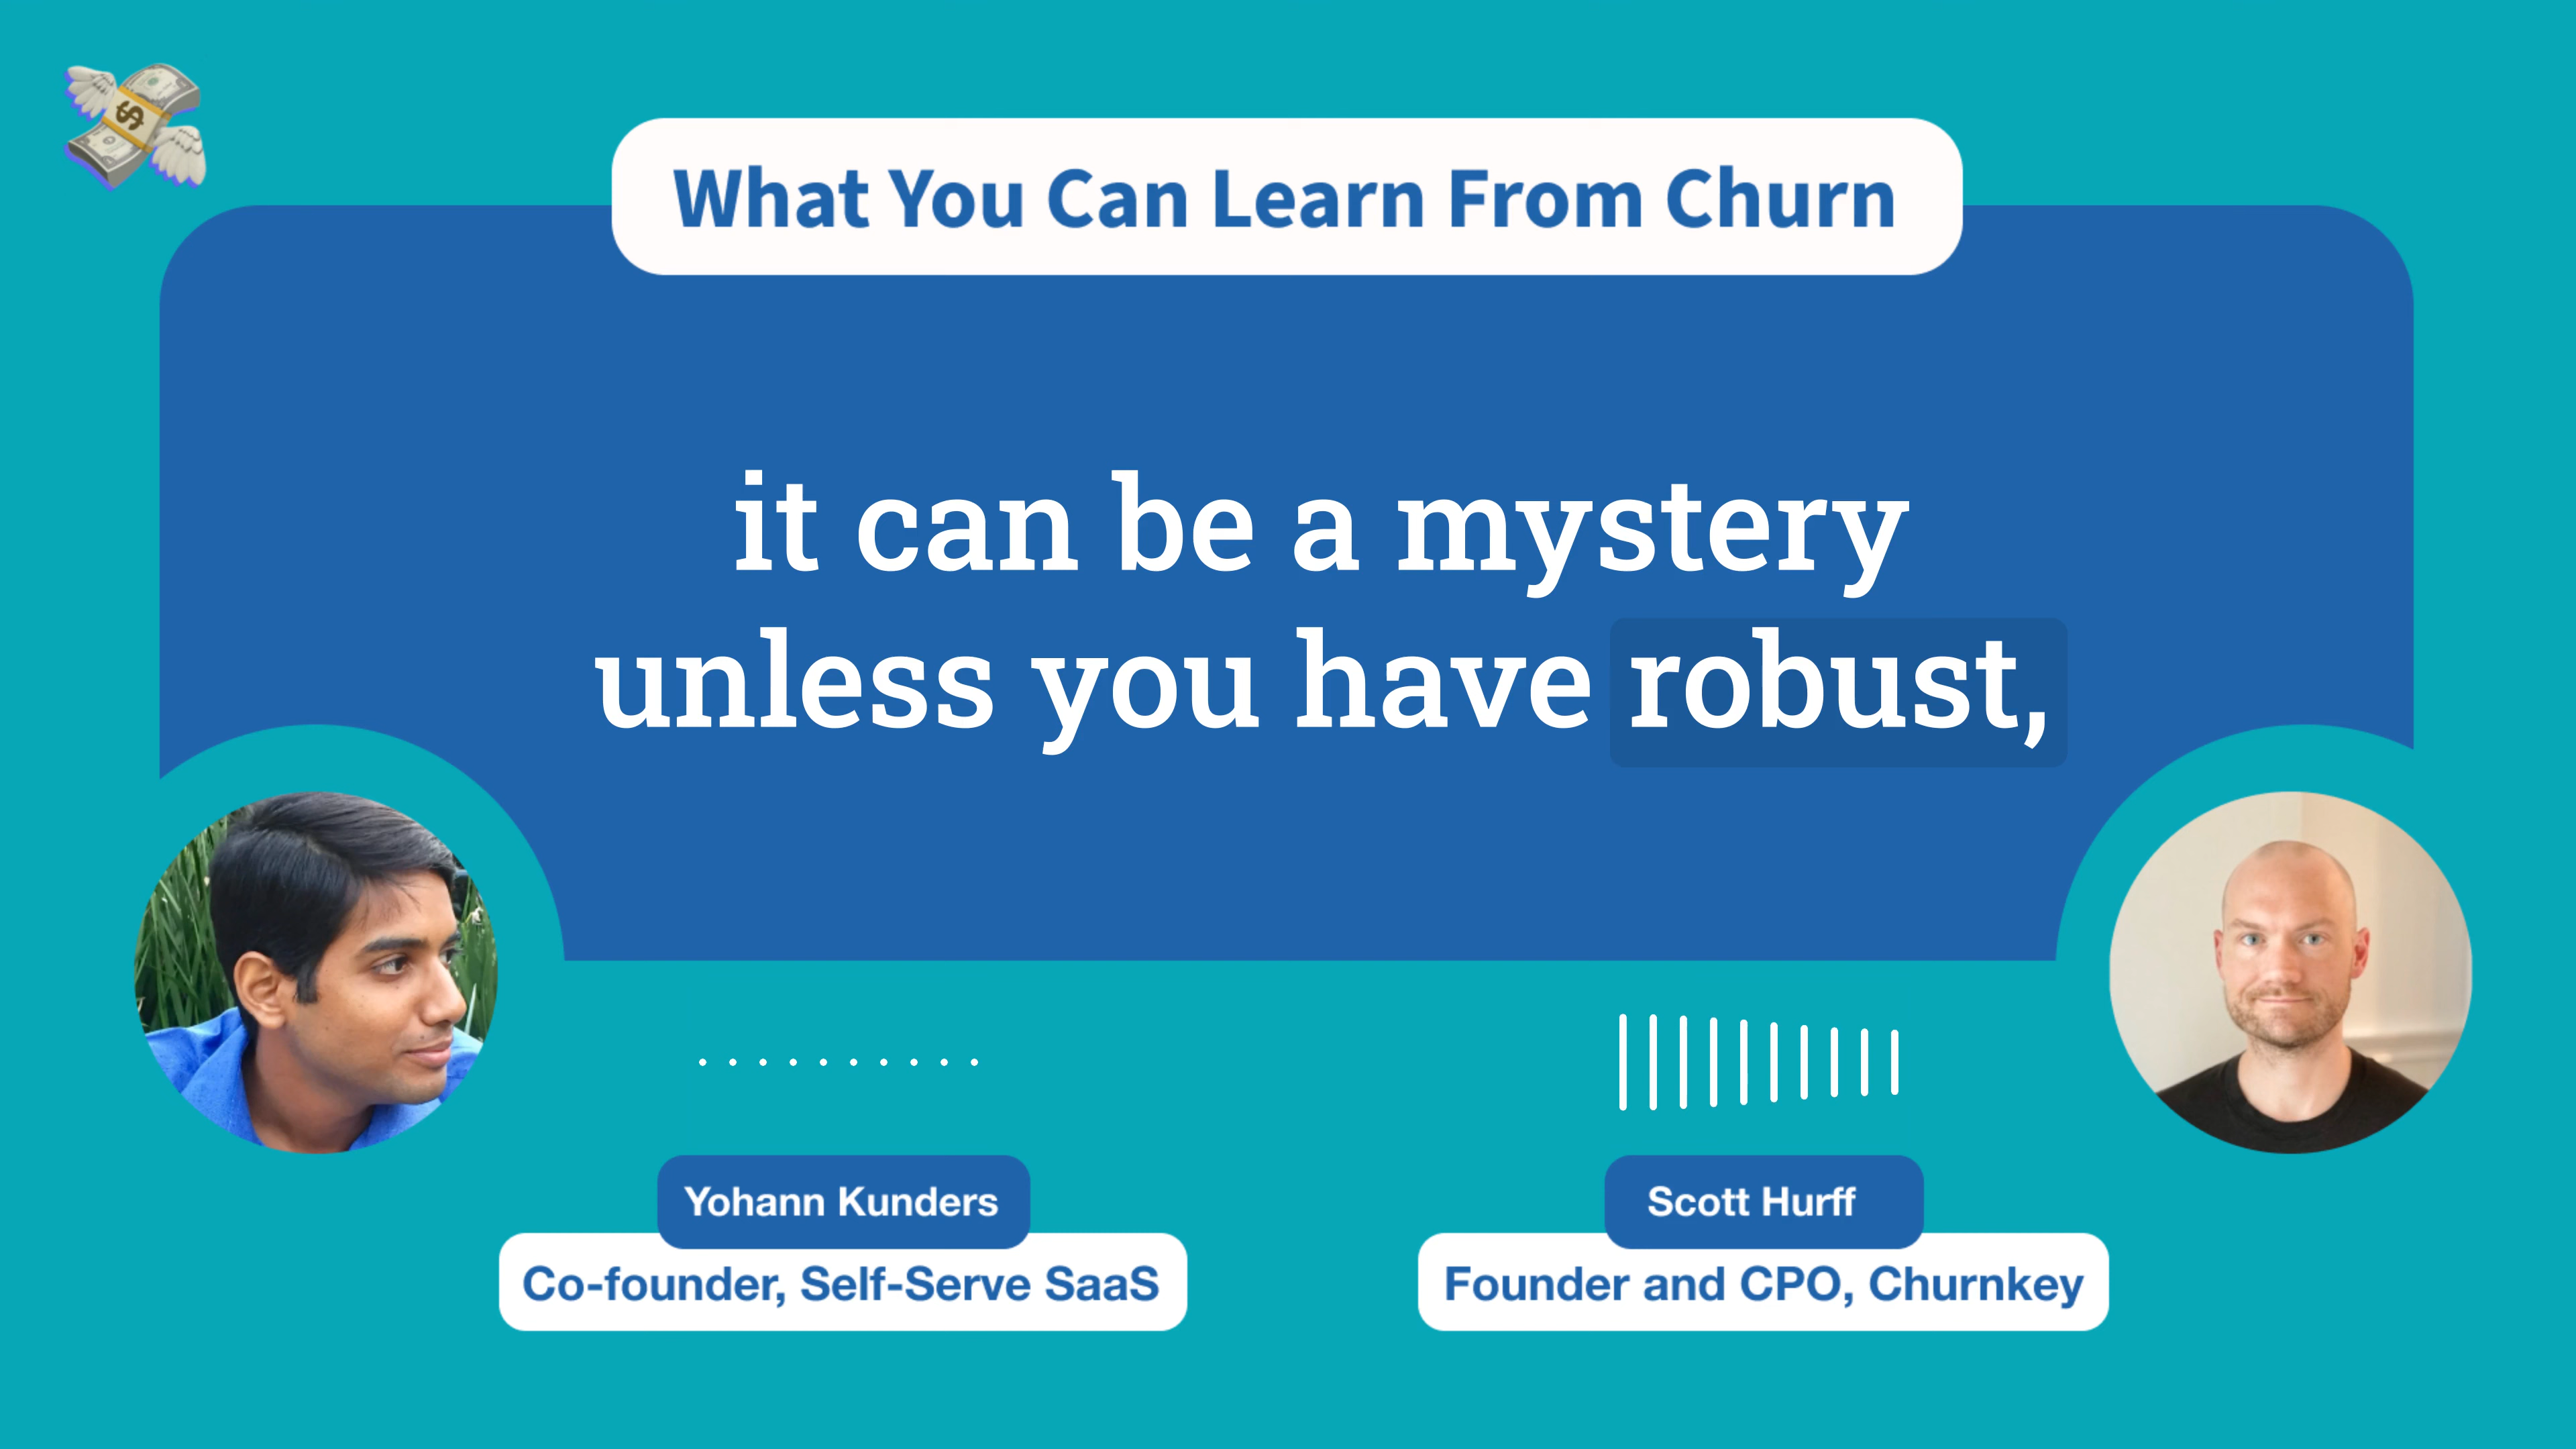 What You Can Learn From Churn
it can be a mystery
unless you have robust,
Yohann Kunders
Co-founder, Self-Serve SaaS
Scott Hurff
Founder and CPO, Churnkey